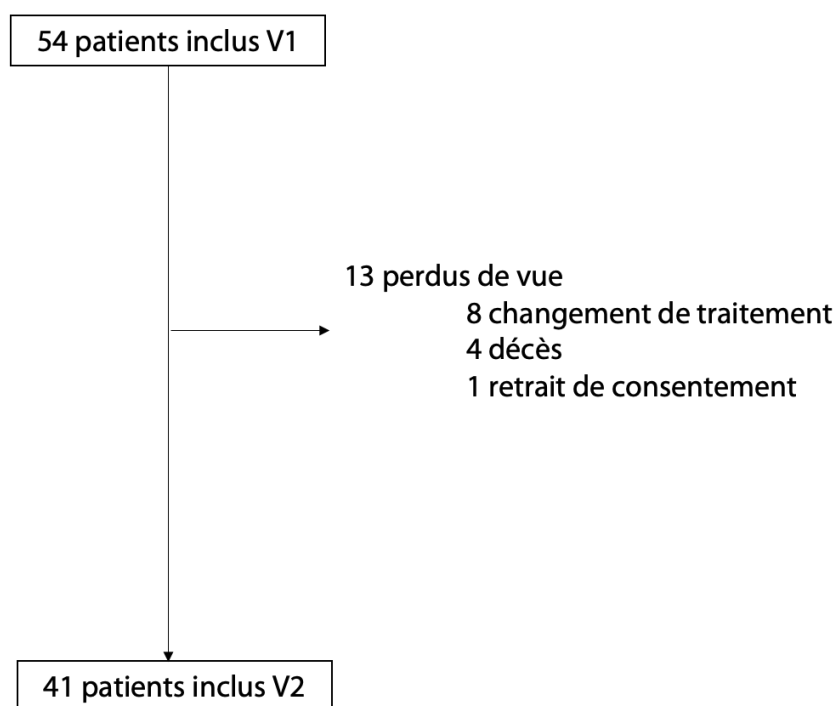 54 patients inclus V1
13 perdus de vue
8 changement de traitement
4 décès
1 retrait de consentement
41 patients inclus V2